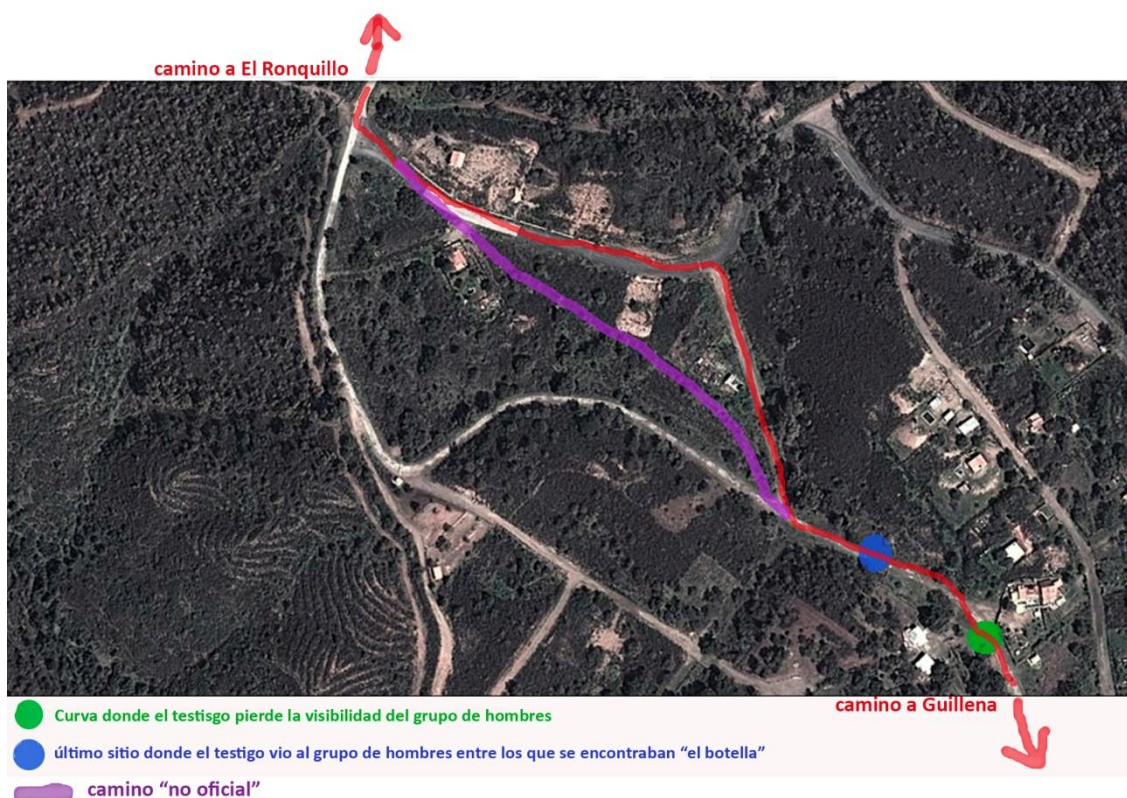 camino a El Ronquillo
camino a Guillena
Curva donde el testisgo pierde la visibilidad del grupo de hombres
último sitio donde el testigo vio al grupo de hombres entre los que se encontraban "el botella"
camino "no oficial"